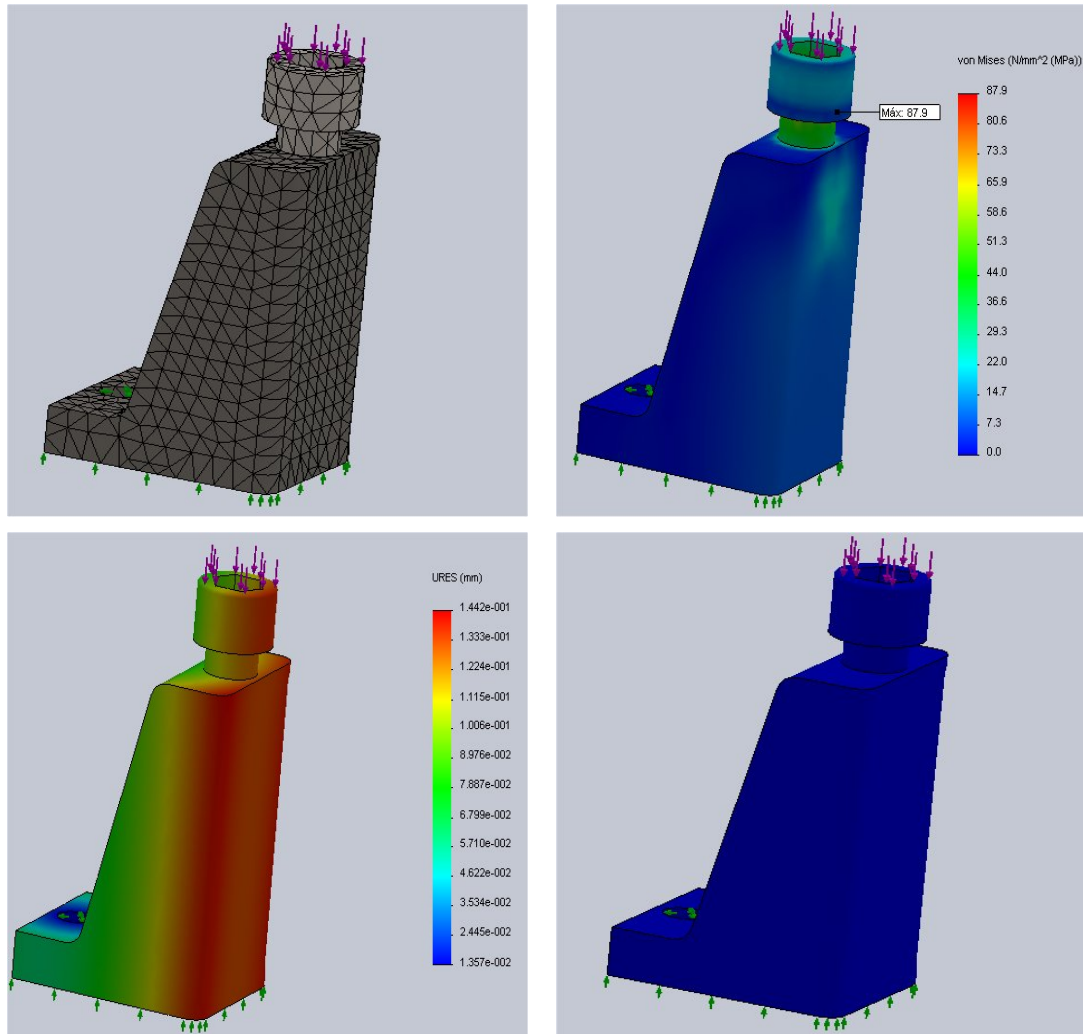 von Mises (N/mm^2 (MPa))
87.9
80.6
73.3
65.9
58.6
51.3
44.0
36.6
29.3
22.0
14.7
7.3
0.0
Máx: 87.9
URES (mm)
1.442e-001
1.333e-001
1.224e-001
1.115e-001
1.006e-001
8.976e-002
7.887e-002
6.799e-002
5.710e-002
4.622e-002
3.534e-002
2.445e-002
1.357e-002